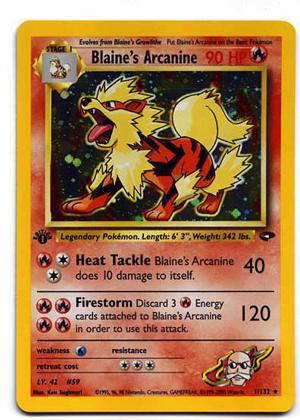 Evolves from Blaine's Growlithe Put Blaine's Arcanine on the Basic Pokémon
STAGE 1
Blaine's Arcanine 90 HP
Legendary Pokémon. Length: 6' 3", Weight: 342 lbs.
Heat Tackle Blaine's Arcanine
does 10 damage to itself. 40
Firestorm Discard 3 Energy
cards attached to Blaine's Arcanine
in order to use this attack. 120
weakness resistance
retreat cost
LV. 42 #59
Illus. Ken Sugimori ©1995, 96, 98 Nintendo, Creatures, GAMEFREAK. ©1999-2000 Wizards. 1/132 ★